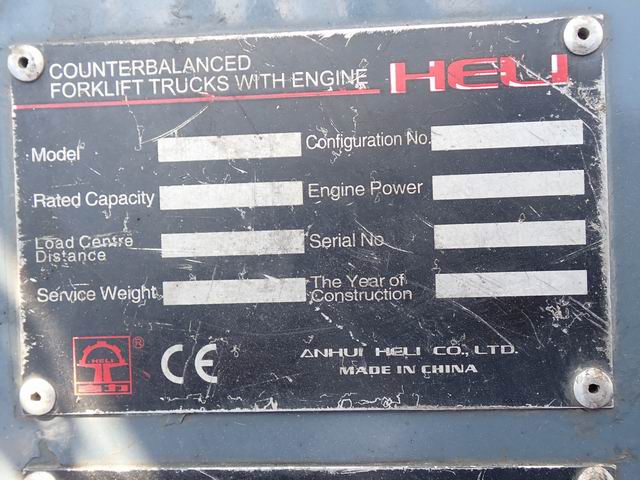 COUNTERBALANCED
FORKLIFT TRUCKS WITH ENGINE
HELI
Model
Configuration No.
Rated Capacity
Engine Power
Load Centre
Distance
Serial No
Service Weight
The Year of
Construction
HELI
®
CE
ANHUI HELI CO., LTD.
MADE IN CHINA